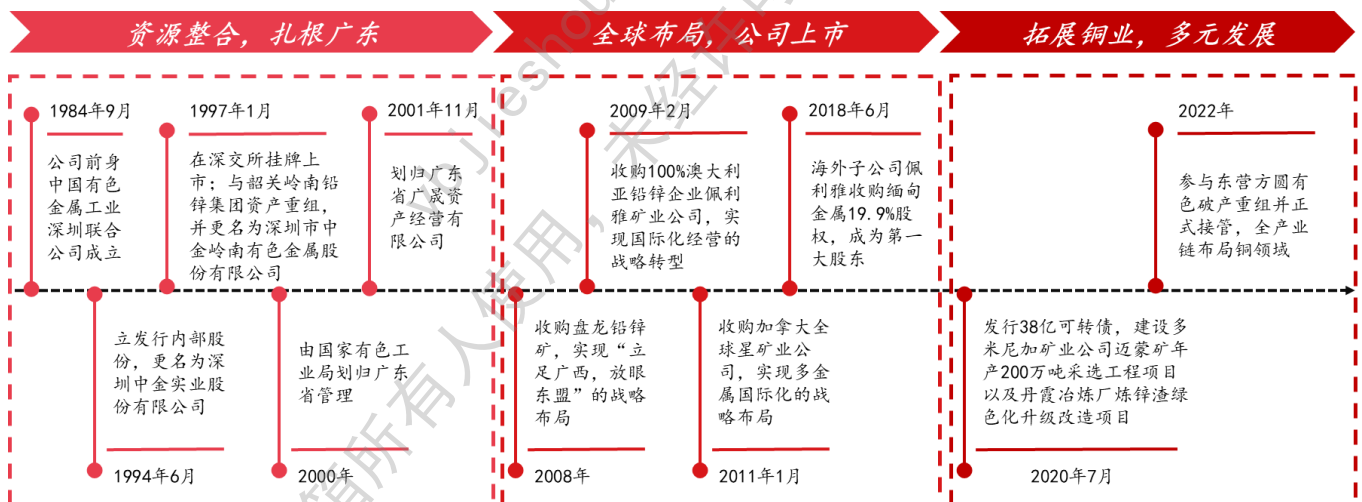 资源整合，扎根广东
全球布局，公司上市
拓展铜业，多元发展
1984年9月
公司前身
中国有色
金属工业
深圳联合
公司成立
1997年1月
在深交所挂牌上
市；与韶关岭南铅
锌集团资产重组，
并更名为深圳市中
金岭南有色金属股
份有限公司
2001年11月
划归广东
省广晟资
产经营有
限公司
2009年2月
收购100%澳大利
亚铅锌企业佩利
雅矿业公司，实
现国际化经营的
战略转型
2018年6月
海外子公司佩
利雅收购缅甸
金属19.9%股
权，成为第一
大股东
2022年
参与东营方圆有
色破产重组并正
式接管，全产业
链布局铜领域
立发行内部股
份，更名为深
圳中金实业股
份有限公司
1994年6月
由国家有色工
业局划归广东
省管理
2000年
收购盘龙铅锌
矿，实现“立
足广西，放眼
东盟”的战略
布局
2008年
收购加拿大全
球星矿业公
司，实现多金
属国际化的战
略布局
2011年1月
发行38亿可转债，建设多
米尼加矿业公司迈蒙矿年
产200万吨采选工程项目
以及丹霞冶炼厂炼锌渣绿
色化升级改造项目
2020年7月